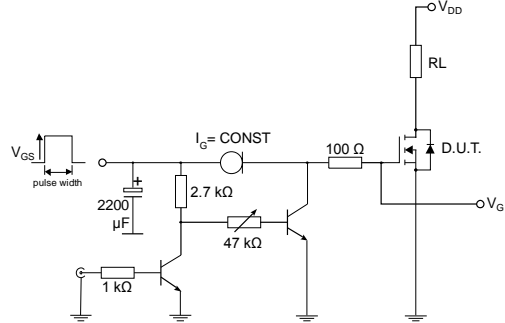 V_DD
RL
I_G= CONST
100 Ω
D.U.T.
V_GS
pulse width
+
2200
μF
2.7 kΩ
47 kΩ
V_G
1 kΩ